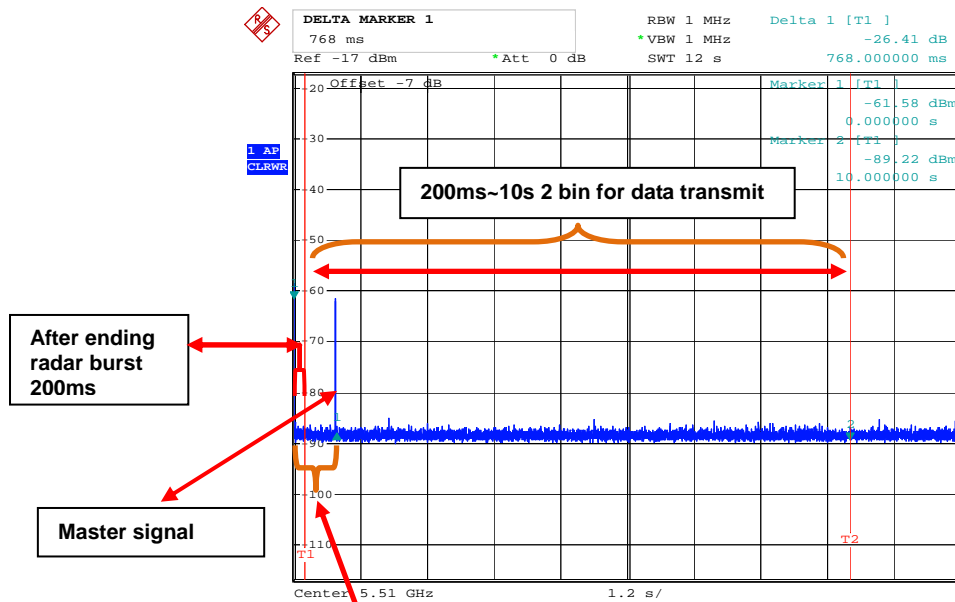 R S
DELTA MARKER 1
768 ms
RBW 1 MHz
*VBW 1 MHz
SWT 12 s
Delta 1 [T1 ]
-26.41 dB
768.000000 ms
Ref -17 dBm
*Att 0 dB
Offset -7 dB
Marker 1 [T1 ]
-61.58 dBm
0.000000 s
Marker 2 [T1 ]
-89.22 dBm
10.000000 s
1 AP
CLRWR
-20
-30
-40
-50
-60
-70
-80
-90
-100
-110
200ms~10s 2 bin for data transmit
After ending
radar burst
200ms
Master signal
1
1
2
T1
T2
Center 5.51 GHz
1.2 s/